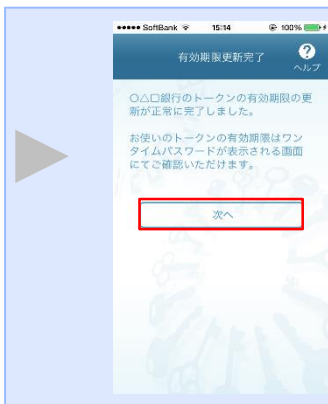 ●●●●● SoftBank 15:14 100%
有効期限更新完了
?
ヘルプ
○△□銀行のトークンの有効期限の更
新が正常に完了しました。
お使いのトークンの有効期限はワン
タイムパスワードが表示される画面
にてご確認いただけます。
次へ